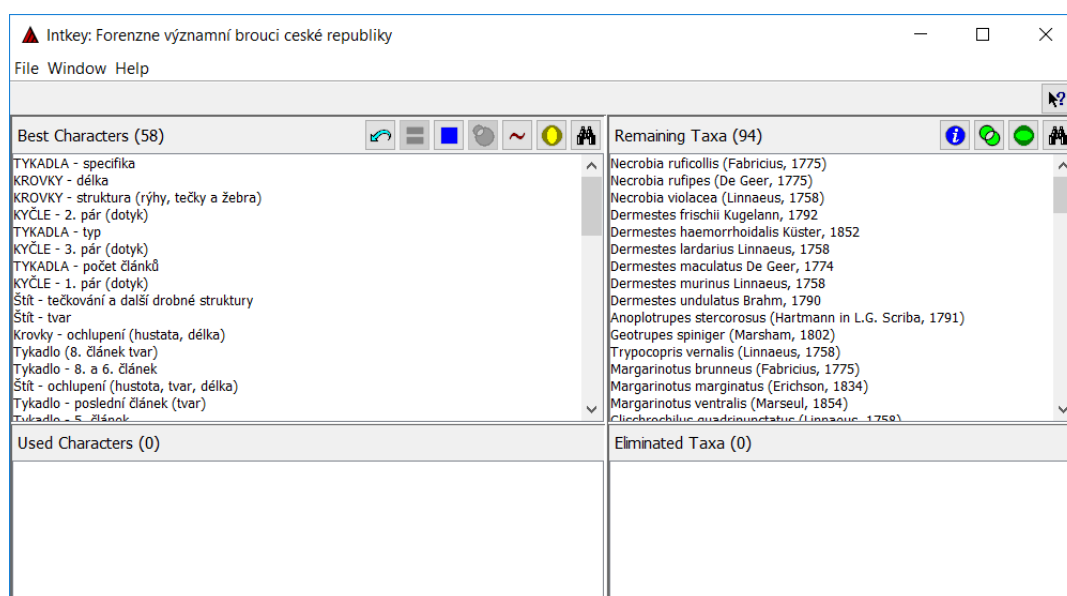 Intkey: Forenzne významní brouci ceské republiky
File Window Help
Best Characters (58)
TYKADLA - specifika
KROVKY - délka
KROVKY - struktura (rýhy, tečky a žebra)
KYČLE - 2. pár (dotyk)
TYKADLA - typ
KYČLE - 3. pár (dotyk)
TYKADLA - počet článků
KYČLE - 1. pár (dotyk)
Štít - tečkování a další drobné struktury
Štít - tvar
Krovky - ochlupení (hustata, délka)
Tykadlo (8. článek tvar)
Tykadlo - 8. a 6. článek
Štít - ochlupení (hustota, tvar, délka)
Tykadlo - poslední článek (tvar)
Tykadlo - 5. článek
Remaining Taxa (94)
Necrobia ruficollis (Fabricius, 1775)
Necrobia rufipes (De Geer, 1775)
Necrobia violacea (Linnaeus, 1758)
Dermestes frischii Kugelann, 1792
Dermestes haemorrhoidalis Küster, 1852
Dermestes lardarius Linnaeus, 1758
Dermestes maculatus De Geer, 1774
Dermestes murinus Linnaeus, 1758
Dermestes undulatus Brahm, 1790
Anoplotrupes stercorosus (Hartmann in L.G. Scriba, 1791)
Geotrupes spiniger (Marsham, 1802)
Trypocopris vernalis (Linnaeus, 1758)
Margarinotus brunneus (Fabricius, 1775)
Margarinotus marginatus (Erichson, 1834)
Margarinotus ventralis (Marseul, 1854)
Glischrochilus quadripunctatus (Linnaeus, 1758)
Used Characters (0)
Eliminated Taxa (0)